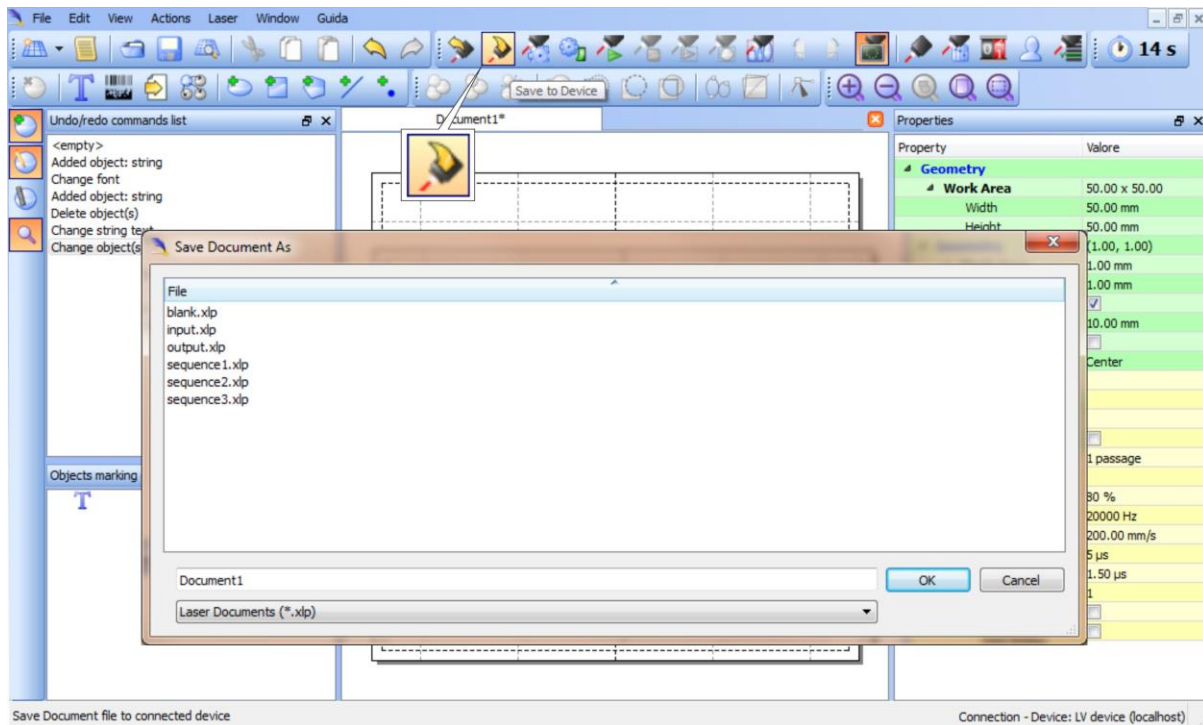 File Edit View Actions Laser Window Guida
14 s
Save to Device
Undo/redo commands list
Document1*
Properties
<empty>
Added object: string
Change font
Added object: string
Delete object(s)
Change string text
Change object(s
Property Valore
Geometry
Work Area 50.00 x 50.00
Width 50.00 mm
Height 50.00 mm
(1.00, 1.00)
1.00 mm
1.00 mm
10.00 mm
Center
1 passage
80 %
20000 Hz
200.00 mm/s
5 µs
1.50 µs
1
Save Document As
File
blank.xlp
input.xlp
output.xlp
sequence1.xlp
sequence2.xlp
sequence3.xlp
Document1
OK Cancel
Laser Documents (*.xlp)
Objects marking
Save Document file to connected device
Connection - Device: LV device (localhost)